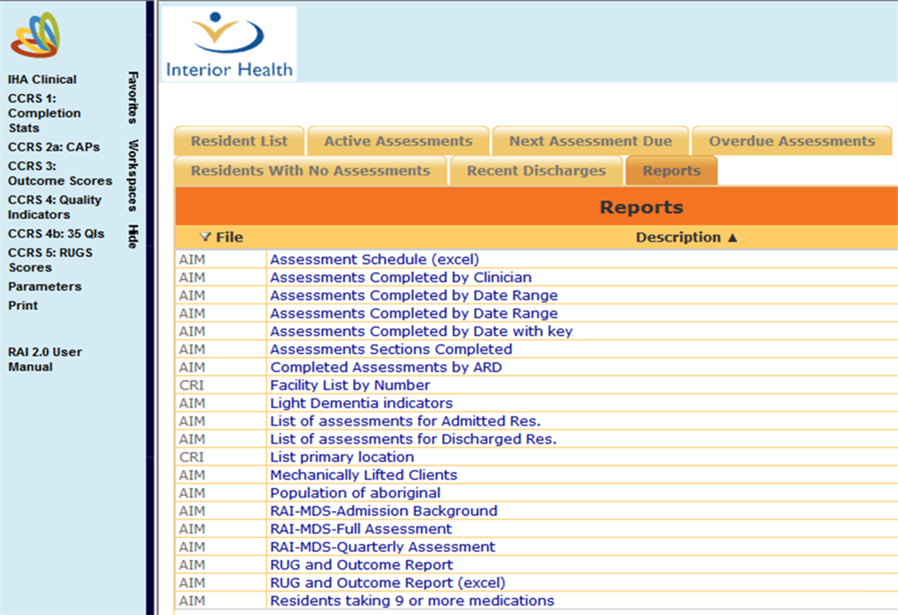 IHA Clinical
CCRS 1:
Completion
Stats
CCRS 2a: CAPs
CCRS 3:
Outcome Scores
CCRS 4: Quality
Indicators
CCRS 4b: 35 QIs
CCRS 5: RUGS
Scores
Parameters
Print
RAI 2.0 User
Manual
Favorites
Workspaces
Hide
Interior Health
Resident List
Active Assessments
Next Assessment Due
Overdue Assessments
Residents With No Assessments
Recent Discharges
Reports
Reports
File Description ▲
AIM Assessment Schedule (excel)
AIM Assessments Completed by Clinician
AIM Assessments Completed by Date Range
AIM Assessments Completed by Date Range
AIM Assessments Completed by Date with key
AIM Assessments Sections Completed
AIM Completed Assessments by ARD
CRI Facility List by Number
AIM Light Dementia indicators
AIM List of assessments for Admitted Res.
AIM List of assessments for Discharged Res.
CRI List primary location
AIM Mechanically Lifted Clients
AIM Population of aboriginal
AIM RAI-MDS-Admission Background
AIM RAI-MDS-Full Assessment
AIM RAI-MDS-Quarterly Assessment
AIM RUG and Outcome Report
AIM RUG and Outcome Report (excel)
AIM Residents taking 9 or more medications